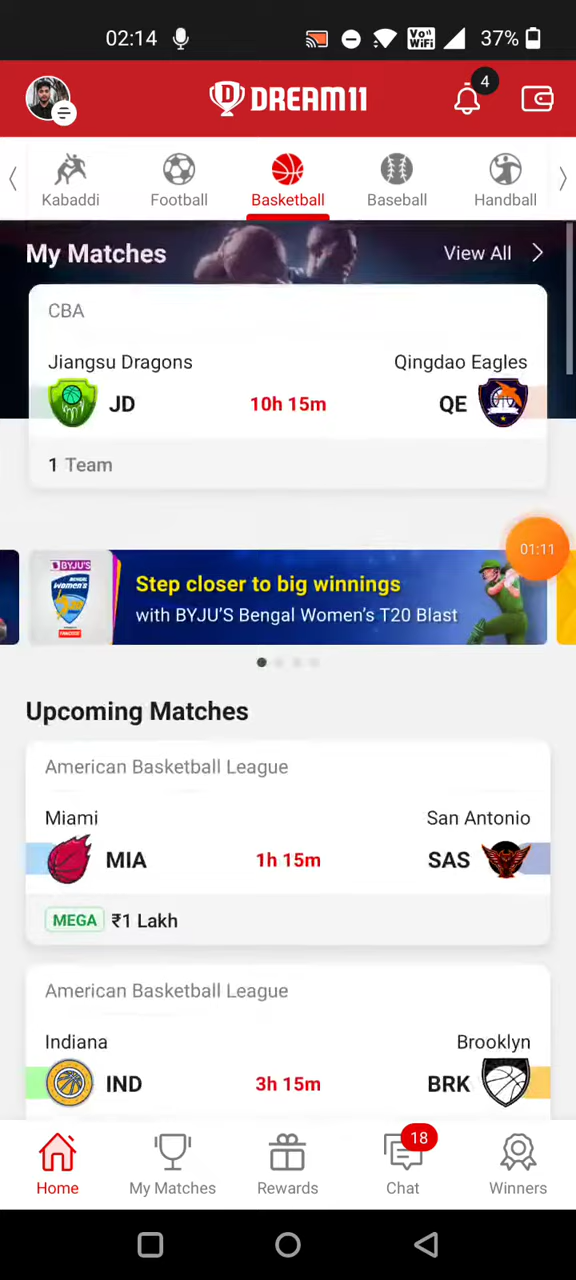 02:14 Vo)) WiFi 37%
DREAM11 4
Kabaddi Football Basketball Baseball Handball
My Matches View All
CBA
Jiangsu Dragons Qingdao Eagles
JD 10h 15m QE
1 Team
01:11
BYJU'S
Step closer to big winnings
with BYJU'S Bengal Women's T20 Blast
Upcoming Matches
American Basketball League
Miami San Antonio
MIA 1h 15m SAS
MEGA ₹1 Lakh
American Basketball League
Indiana Brooklyn
IND 3h 15m BRK
18
Home My Matches Rewards Chat Winners